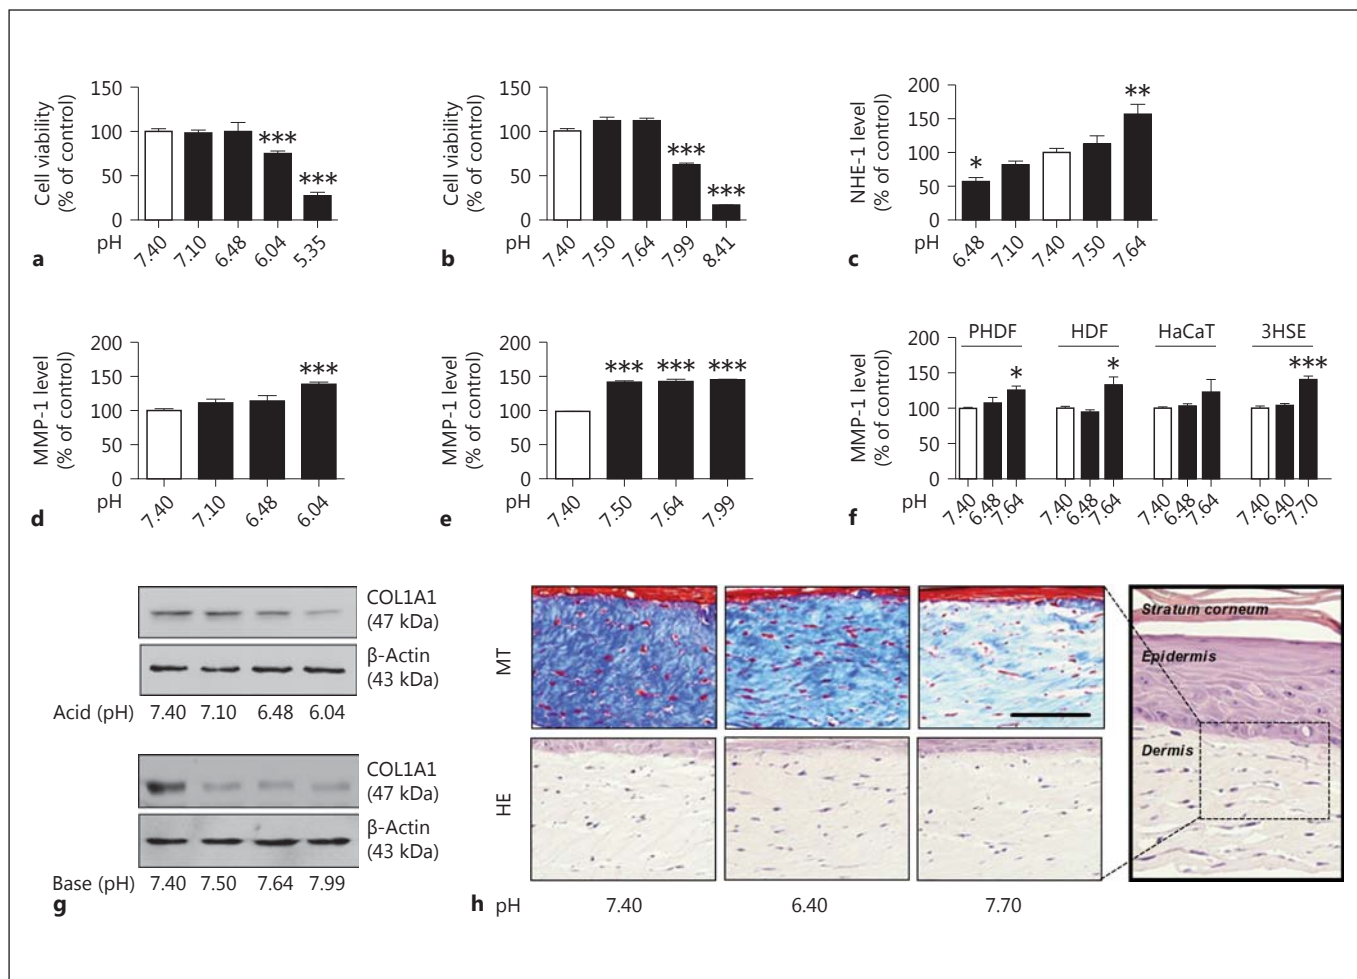 150
100
50
0
Cell viability
(% of control)
***
***
pH
7.40
7.10
6.48
6.04
5.35
a
150
100
50
0
Cell viability
(% of control)
***
***
pH
7.40
7.50
7.64
7.99
8.41
b
200
150
100
50
0
NHE-1 level
(% of control)
*
**
pH
6.48
7.10
7.40
7.50
7.64
c
200
150
100
50
0
MMP-1 level
(% of control)
***
pH
7.40
7.10
6.48
6.04
d
200
150
100
50
0
MMP-1 level
(% of control)
*** *** ***
pH
7.40
7.50
7.64
7.99
e
200
150
100
50
0
MMP-1 level
(% of control)
PHDF HDF HaCaT 3HSE
*
*
***
pH
7.40
6.48
7.64
7.40
6.48
7.64
7.40
6.48
7.64
7.40
6.40
7.70
f
COL1A1
(47 kDa)
β-Actin
(43 kDa)
Acid (pH) 7.40 7.10 6.48 6.04
COL1A1
(47 kDa)
β-Actin
(43 kDa)
Base (pH) 7.40 7.50 7.64 7.99
g
MT
HE
Stratum corneum
Epidermis
Dermis
h pH 7.40 6.40 7.70